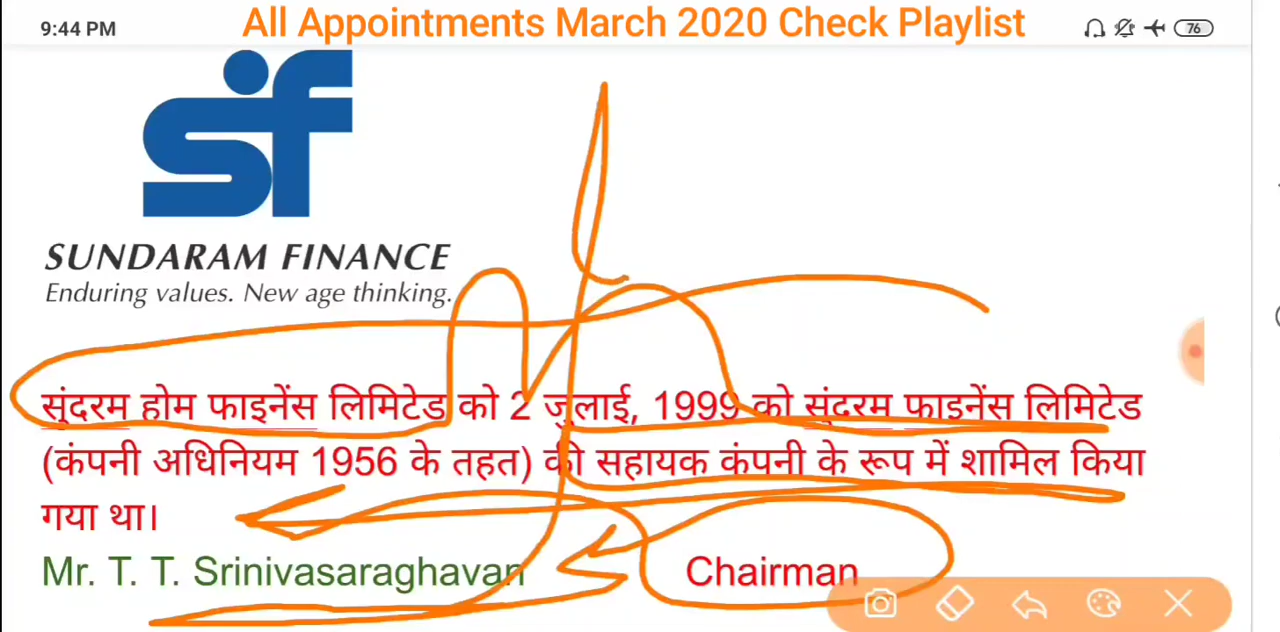 9:44 PM
All Appointments March 2020 Check Playlist
76
sf
SUNDARAM FINANCE
Enduring values. New age thinking.
सुंदरम होम फाइनेंस लिमिटेड को 2 जुलाई, 1999 को सुंदरम फाइनेंस लिमिटेड
(कंपनी अधिनियम 1956 के तहत) की सहायक कंपनी के रूप में शामिल किया
गया था।
Mr. T. T. Srinivasaraghavan Chairman